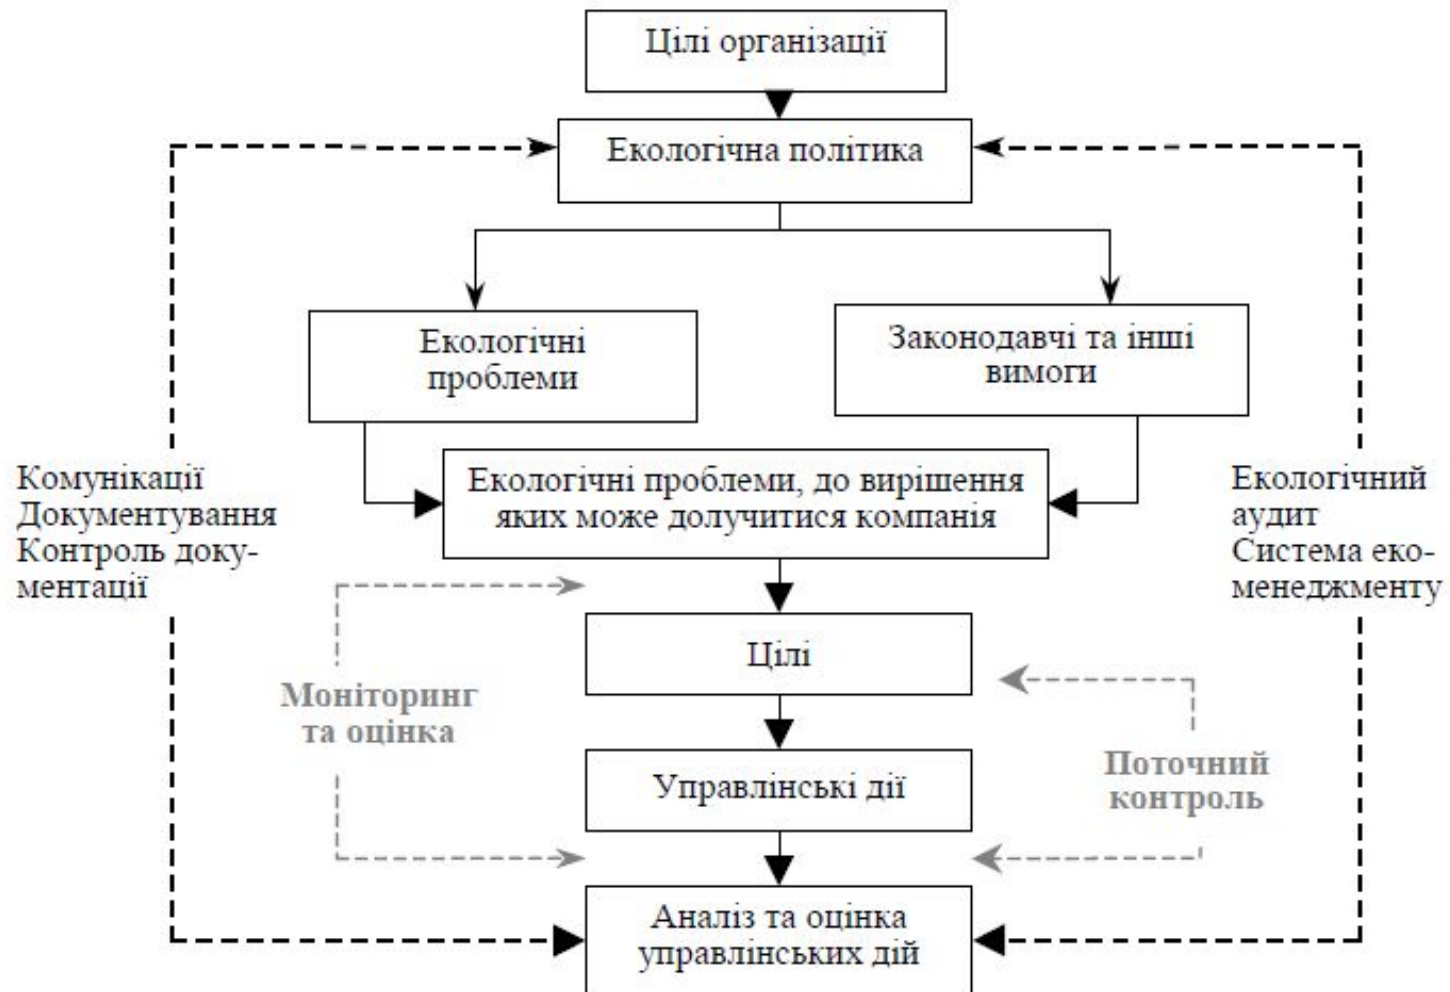 Цілі організації
Екологічна політика
Екологічні
проблеми
Законодавчі та інші
вимоги
Комунікації
Документування
Контроль доку-
ментації
Екологічні проблеми, до вирішення
яких може долучитися компанія
Екологічний
аудит
Система еко-
менеджменту
Цілі
Моніторинг
та оцінка
Управлінські дії
Поточний
контроль
Аналіз та оцінка
управлінських дій